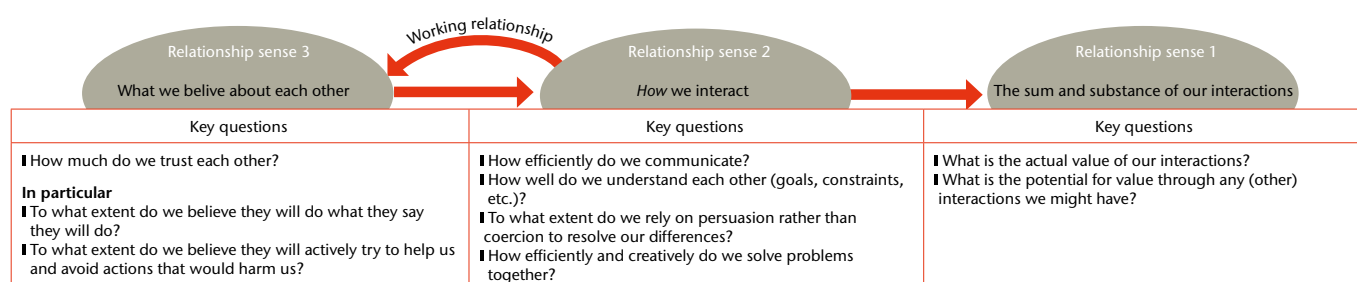 Working relationship
Relationship sense 3
What we belive about each other
Relationship sense 2
How we interact
Relationship sense 1
The sum and substance of our interactions
Key questions
How much do we trust each other?
In particular
To what extent do we believe they will do what they say
they will do?
To what extent do we believe they will actively try to help us
and avoid actions that would harm us?
Key questions
How efficiently do we communicate?
How well do we understand each other (goals, constraints,
etc.)?
To what extent do we rely on persuasion rather than
coercion to resolve our differences?
How efficiently and creatively do we solve problems
together?
Key questions
What is the actual value of our interactions?
What is the potential for value through any (other)
interactions we might have?